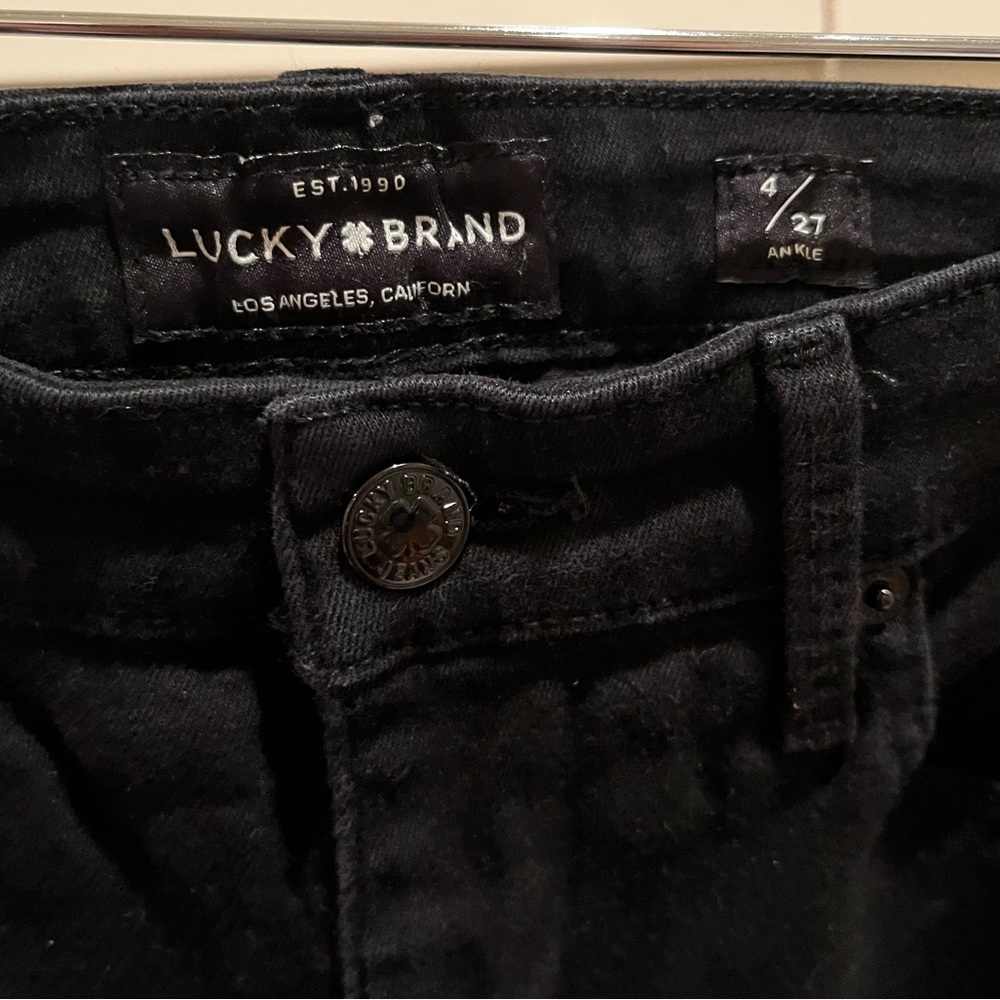 EST. 1990
LUCKY BRAND
LOS ANGELES, CALIFORN
4/27
ANKLE
LUCKY BRAND
JEANS